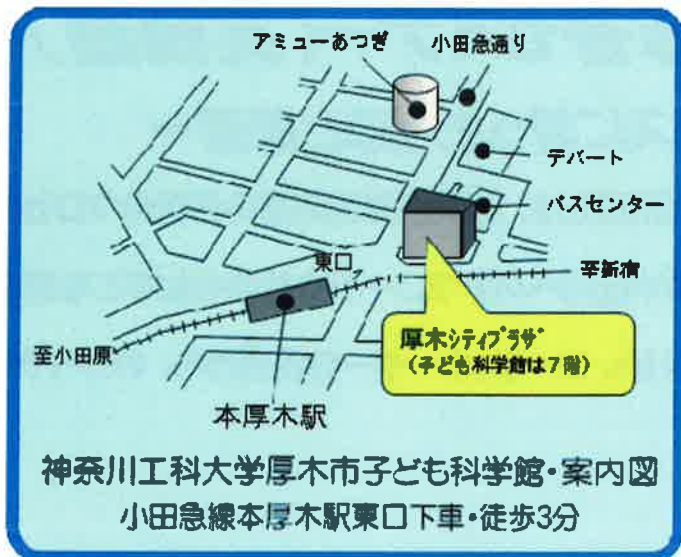 アミューあつぎ
小田急通り
デパート
バスセンター
東口
至新宿
至小田原
厚木シティプラザ
(子ども科学館は7階)
本厚木駅
神奈川工科大学厚木市子ども科学館・案内図
小田急線本厚木駅東口下車・徒歩3分